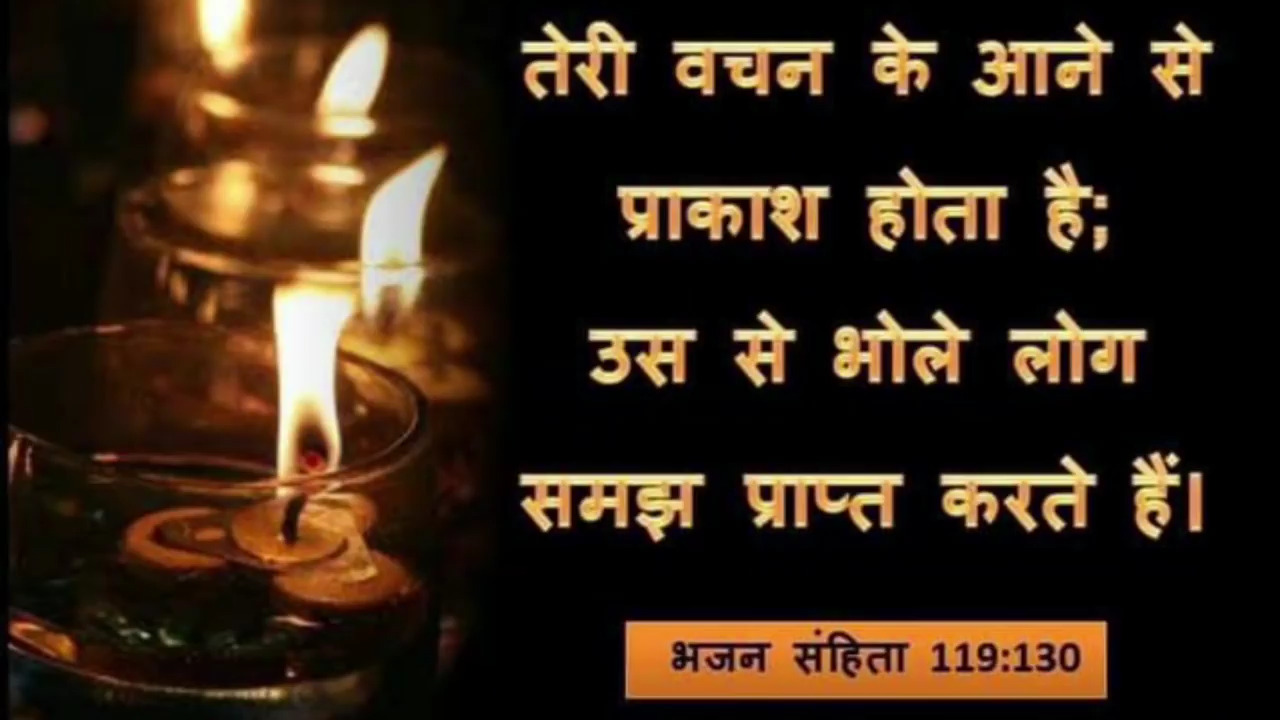 तेरी वचन के आने से
प्राकाश होता है;
उस से भोले लोग
समझ प्राप्त करते हैं।
भजन संहिता 119:130